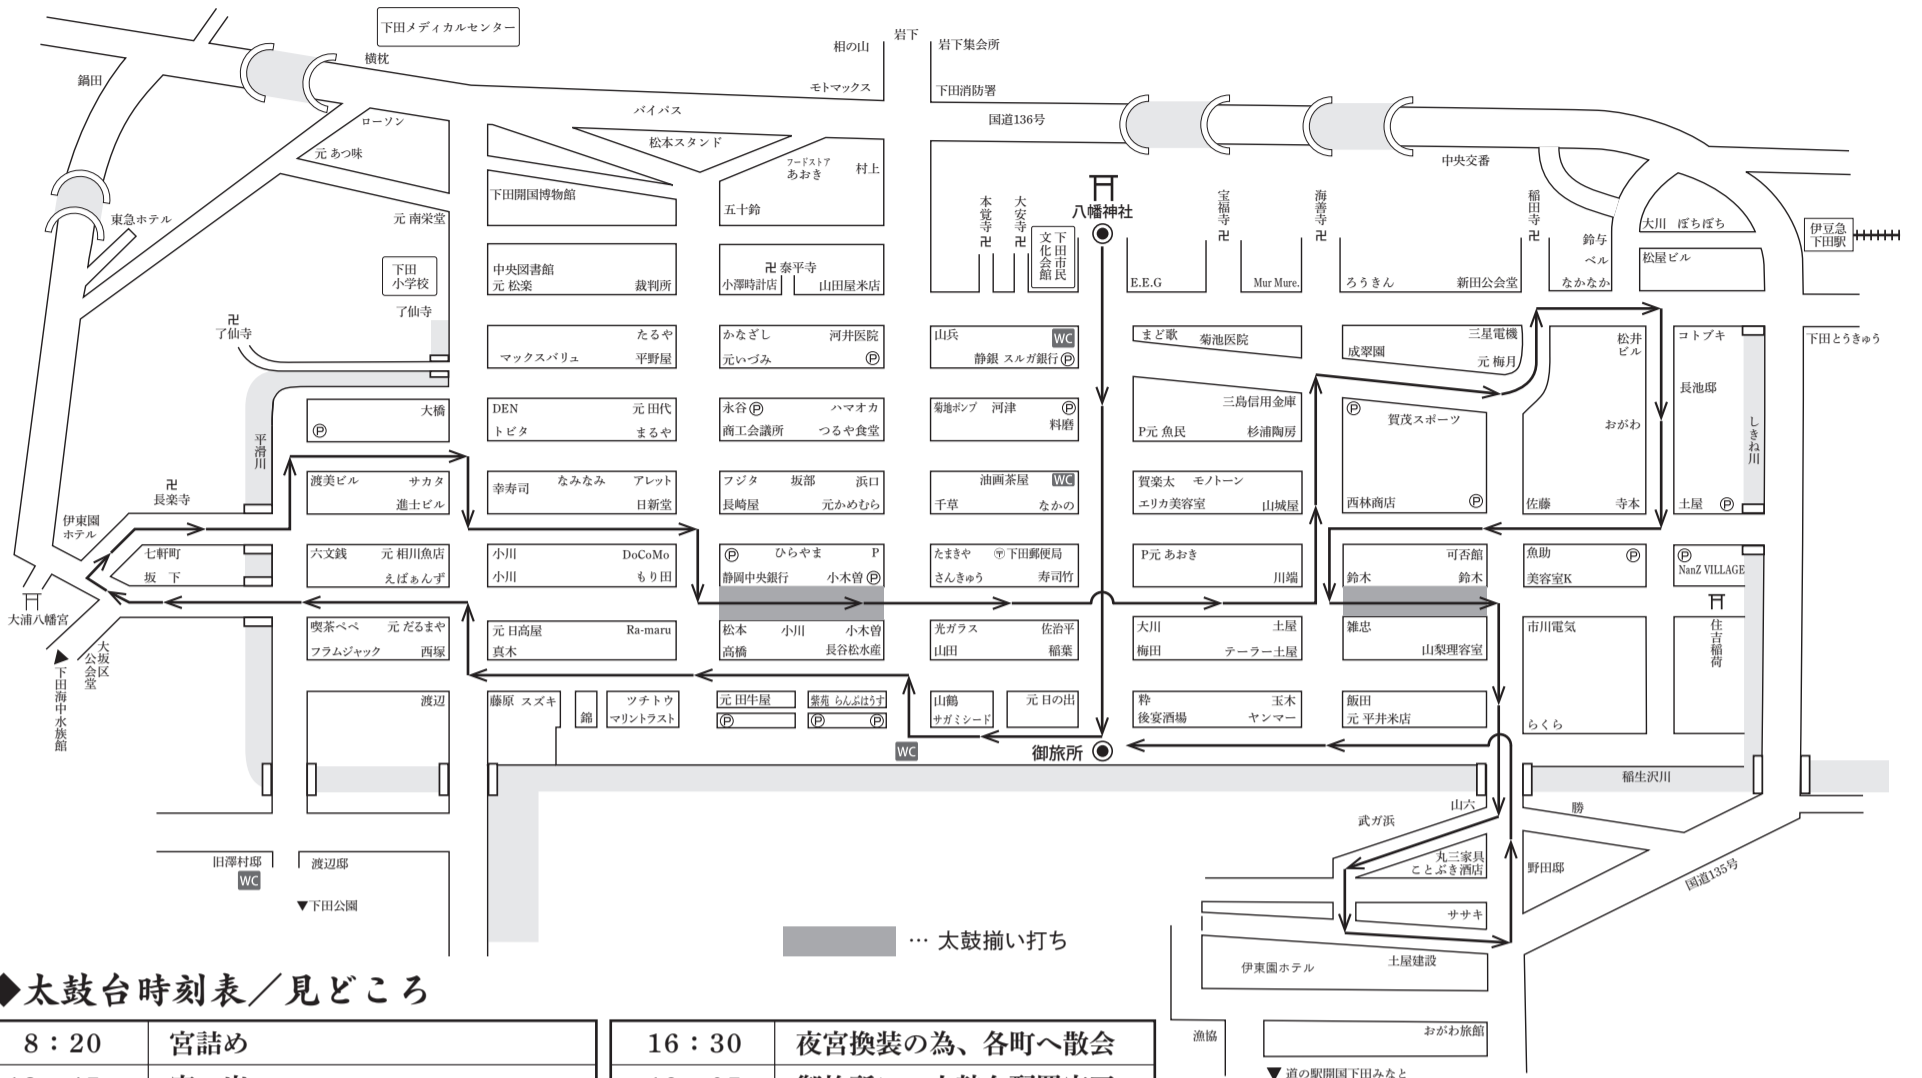 下田メディカルセンター
横枕
鍋田
相の山
岩下
岩下集会所
モトマックス
下田消防署
バイパス
国道136号
ローソン
元 あつ味
松本スタンド
フードストア
あおき
村上
中央交番
下田開国博物館
五十鈴
元 南栄堂
東急ホテル
本覚寺卍
大安寺卍
下田市民
文化会館
八幡神社
宝福寺卍
海善寺卍
稲田寺卍
大川 ぽちぽち
鈴与
ベル
なかなか
松屋ビル
伊豆急
下田駅
下田
小学校
了仙寺
卍
了仙寺
中央図書館
元 松楽
裁判所
卍 泰平寺
小澤時計店
山田屋米店
E.E.G
Mur Mure.
ろうきん
新田公会堂
たるや
マックスバリュ
平野屋
かなざし
河井医院
元いづみ
Ⓟ
山兵
WC
静銀 スルガ銀行Ⓟ
まど歌
菊池医院
成翠園
三星電機
元 梅月
松井
ビル
おがわ
コトブキ
長池邸
下田とうきゅう
大橋
Ⓟ
DEN
元 田代
トビタ
まるや
永谷Ⓟ
ハマオカ
商工会議所
つるや食堂
菊地ポンプ
河津
Ⓟ
料磨
三島信用金庫
P元 魚民
杉浦陶房
Ⓟ
賀茂スポーツ
西林商店
Ⓟ
平滑川
しきね川
渡美ビル
サカタ
進士ビル
幸寿司
なみなみ
アレット
日新堂
フジタ
坂部
浜口
長崎屋
元かめむら
油画茶屋
WC
千草
なかの
賀楽太
モノトーン
エリカ美容室
山城屋
佐藤
寺本
土屋
Ⓟ
卍
長楽寺
伊東園
ホテル
七軒町
坂 下
六文銭
元 相川魚店
えばぁんず
小川
DoCoMo
小川
もり田
Ⓟ
ひらやま
P
静岡中央銀行
小木曽Ⓟ
たまきや
〶下田郵便局
さんきゅう
寿司竹
P元 あおき
川端
可否館
鈴木
鈴木
魚助
Ⓟ
美容室K
Ⓟ
NanZ VILLAGE
住吉稲荷
大浦八幡宮
大坂区
公会堂
▲下田海中水族館
喫茶ペペ
元 だるまや
フラムジャック
西塚
元 日高屋
Ra-maru
真木
松本
小川
小木曽
高橋
長谷松水産
光ガラス
佐治平
山田
稲葉
大川
土屋
梅田
テーラー土屋
雑忠
山梨理容室
市川電気
らくら
渡辺
藤原
スズキ
錦
ツチトウ
マリントラスト
元 田牛屋
Ⓟ
紫苑 らんぷはうす
Ⓟ
Ⓟ
山鶴
サガミシード
元 日の出
粋
玉木
後宴酒場
ヤンマー
飯田
元 平井米店
WC
御旅所
稲生沢川
山六
武ガ浜
勝
丸三家具
ことぶき酒店
野田邸
国道135号
旧澤村邸
WC
渡辺邸
▼下田公園
ササキ
伊東園ホテル
土屋建設
… 太鼓揃い打ち
漁協
おがわ旅館
▼ 道の駅開国下田みなと
◆太鼓台時刻表／見どころ
8：20 宮詰め
16：30 夜宮換装の為、各町へ散会